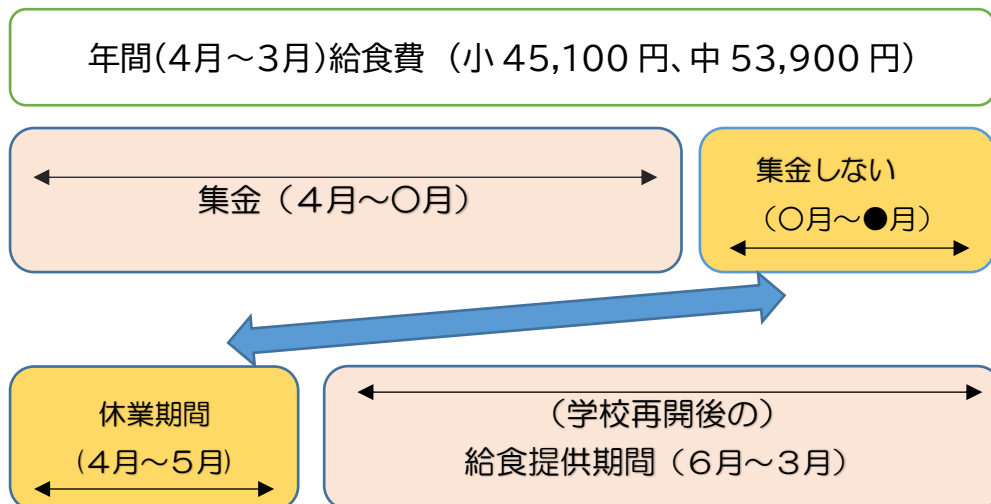 年間(4月～3月)給食費 (小 45,100 円、中 53,900 円)
集金（４月～〇月）
集金しない
（〇月～●月）
休業期間
(４月～５月)
（学校再開後の）
給食提供期間（６月～３月）